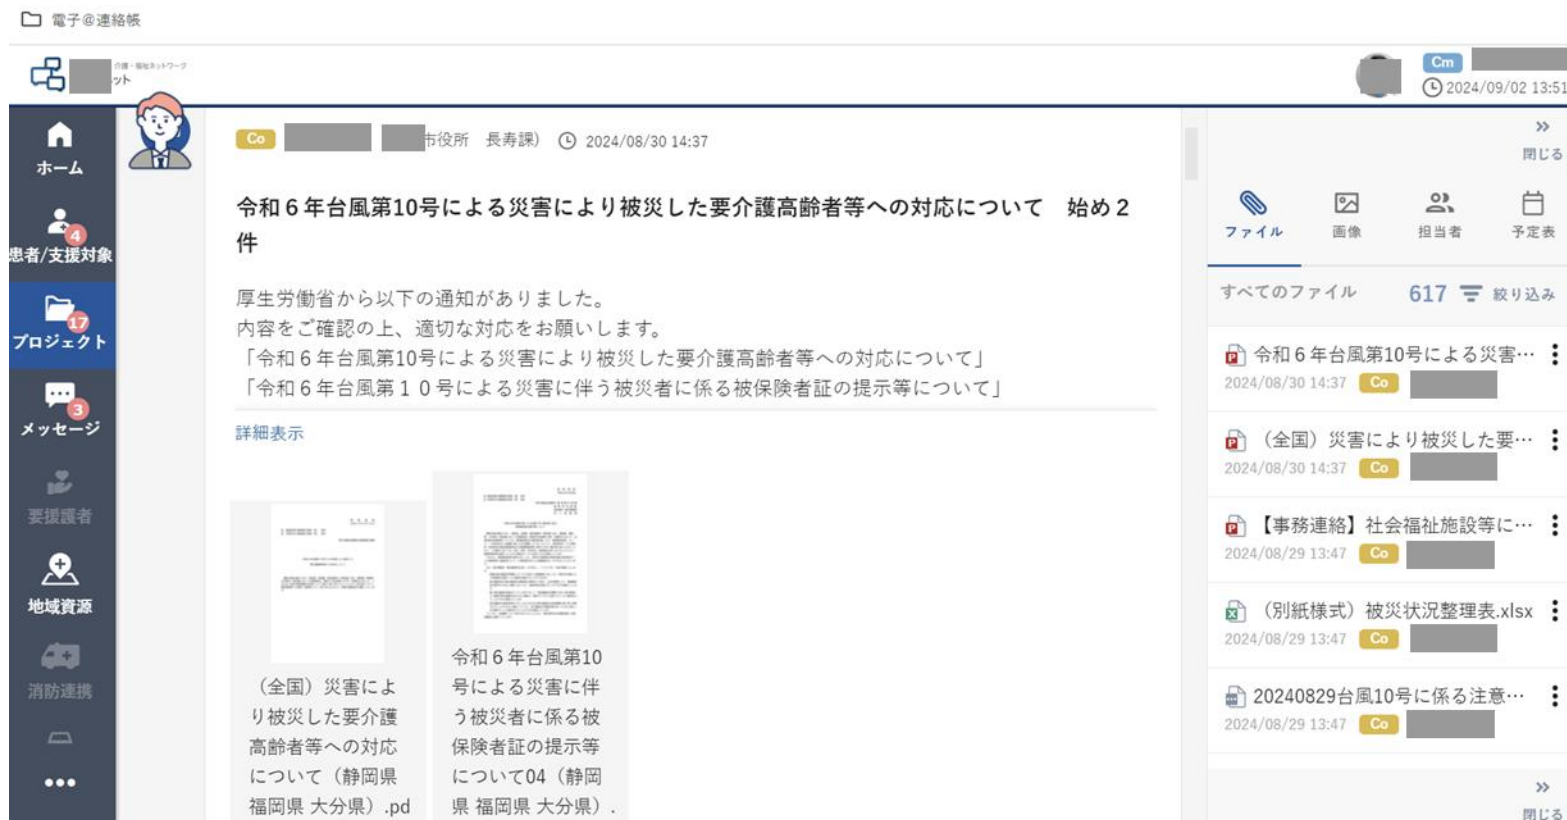 電子@連絡帳
介護・福祉ネットワーク
ット
Cm
2024/09/02 13:51
ホーム
4
患者/支援対象
17
プロジェクト
3
メッセージ
要援護者
地域資源
消防連携
Co 市役所 長寿課) 2024/08/30 14:37
令和6年台風第10号による災害により被災した要介護高齢者等への対応について 始め2
件
厚生労働省から以下の通知がありました。
内容をご確認の上、適切な対応をお願いします。
「令和6年台風第10号による災害により被災した要介護高齢者等への対応について」
「令和6年台風第10号による災害に伴う被災者に係る被保険者証の提示等について」
詳細表示
(全国)災害によ
り被災した要介護
高齢者等への対応
について(静岡県
福岡県 大分県).pd
令和6年台風第10
号による災害に伴
う被災者に係る被
保険者証の提示等
について04(静岡
県 福岡県 大分県).
»
閉じる
ファイル 画像 担当者 予定表
すべてのファイル 617 絞り込み
令和6年台風第10号による災害…
2024/08/30 14:37 Co
(全国)災害により被災した要…
2024/08/30 14:37 Co
【事務連絡】社会福祉施設等に…
2024/08/29 13:47 Co
(別紙様式)被災状況整理表.xlsx
2024/08/29 13:47 Co
20240829台風10号に係る注意…
2024/08/29 13:47 Co
»
閉じる